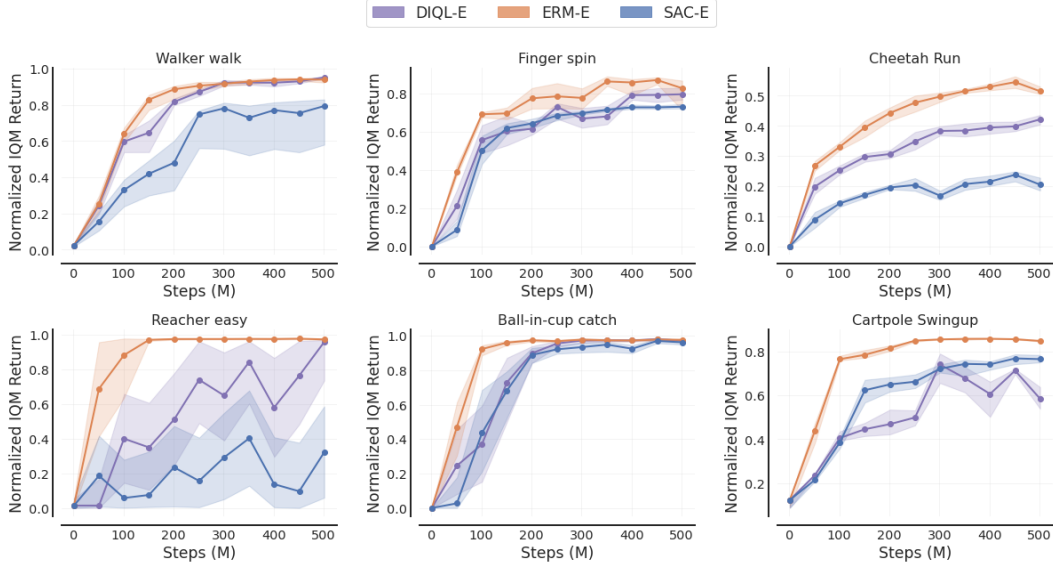 DIQL-E ERM-E SAC-E
Walker walk
Normalized IQM Return
1.0
0.8
0.6
0.4
0.2
0.0
0 100 200 300 400 500
Steps (M)
Finger spin
Normalized IQM Return
0.8
0.6
0.4
0.2
0.0
0 100 200 300 400 500
Steps (M)
Cheetah Run
Normalized IQM Return
0.5
0.4
0.3
0.2
0.1
0.0
0 100 200 300 400 500
Steps (M)
Reacher easy
Normalized IQM Return
1.0
0.8
0.6
0.4
0.2
0.0
0 100 200 300 400 500
Steps (M)
Ball-in-cup catch
Normalized IQM Return
1.0
0.8
0.6
0.4
0.2
0.0
0 100 200 300 400 500
Steps (M)
Cartpole Swingup
Normalized IQM Return
0.8
0.6
0.4
0.2
0 100 200 300 400 500
Steps (M)